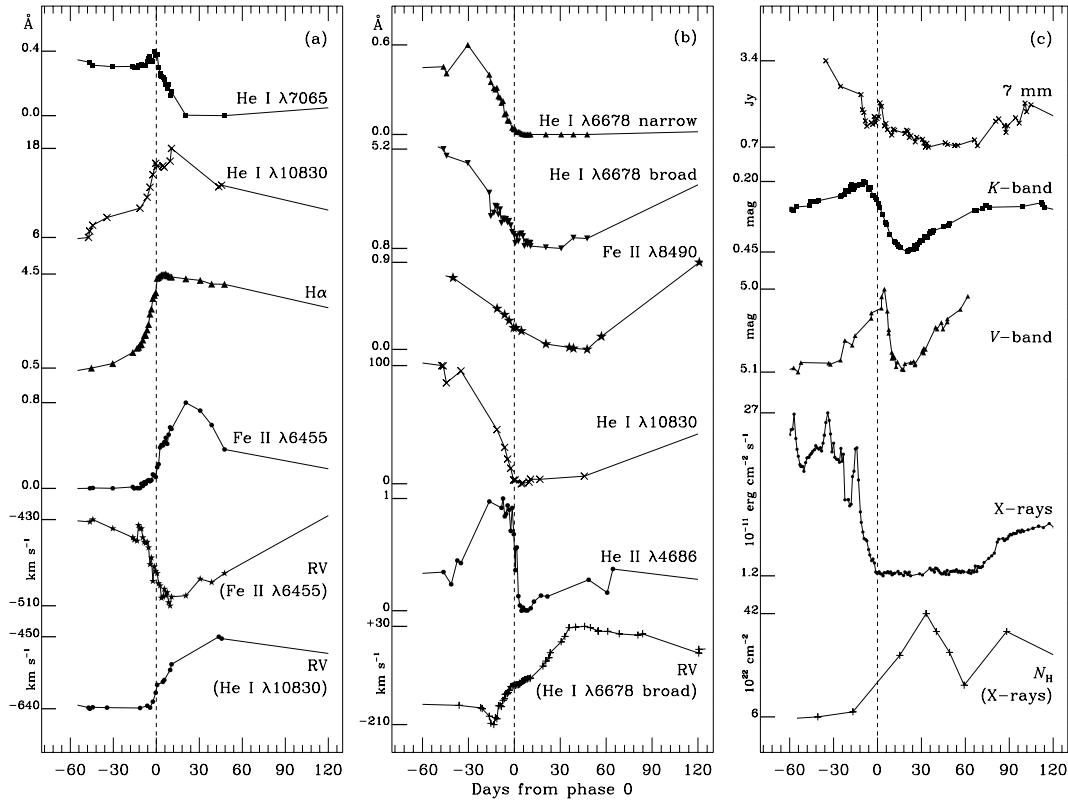 Å
(a)
0.4
He I λ7065
0.0
18
He I λ10830
6
4.5
Hα
0.5
0.8
Fe II λ6455
0.0
−430
km s⁻¹
RV
(Fe II λ6455)
−510
−450
km s⁻¹
RV
(He I λ10830)
−640
−60 −30 0 30 60 90 120
Å
(b)
0.6
He I λ6678 narrow
0.0
5.2
He I λ6678 broad
0.8
Fe II λ8490
0.9
0.0
100
He I λ10830
0
1
He II λ4686
0
+30
km s⁻¹
RV
(He I λ6678 broad)
−210
−60 −30 0 30 60 90 120
Days from phase 0
(c)
3.4
7 mm
Jy
0.7
0.20
K−band
mag
0.45
5.0
mag
V−band
5.1
27
10⁻¹¹ erg cm⁻² s⁻¹
X−rays
1.2
42
10²² cm⁻²
N_H
(X−rays)
6
−60 −30 0 30 60 90 120